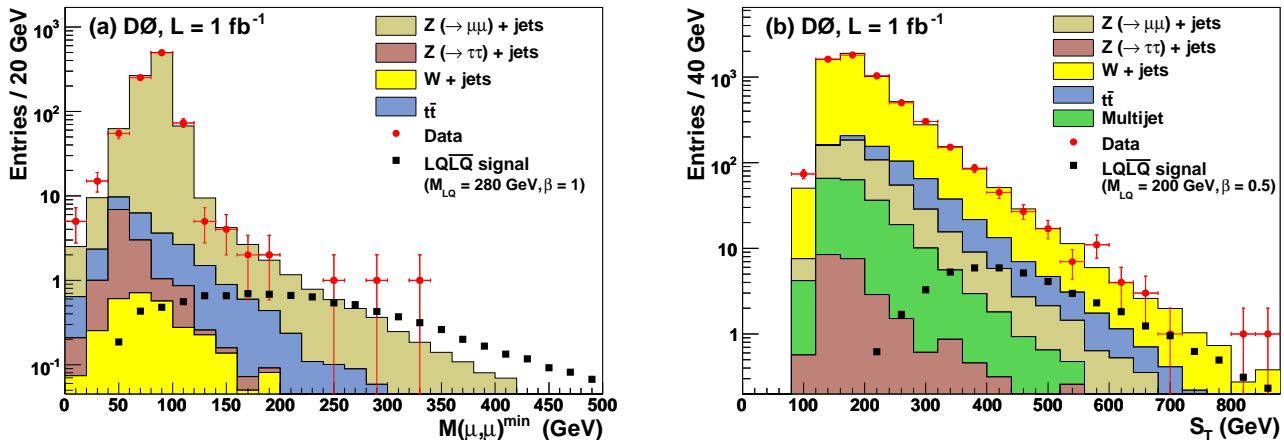 (a) DØ, L = 1 fb⁻¹
Entries / 20 GeV
10³
10²
10
1
10⁻¹
Z (→ μμ) + jets
Z (→ ττ) + jets
W + jets
tt̄
Data
LQL̅Q̅ signal
(M_LQ = 280 GeV, β = 1)
0 50 100 150 200 250 300 350 400 450 500
M(μ,μ)ᵐⁱⁿ (GeV)
(b) DØ, L = 1 fb⁻¹
Entries / 40 GeV
10³
10²
10
1
Z (→ μμ) + jets
Z (→ ττ) + jets
W + jets
tt̄
Multijet
Data
LQL̅Q̅ signal
(M_LQ = 200 GeV, β = 0.5)
0 100 200 300 400 500 600 700 800
S_T (GeV)